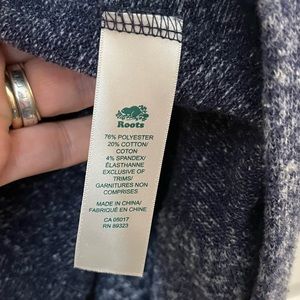 Roots
76% POLYESTER
20% COTTON/
COTON
4% SPANDEX/
ÉLASTHANNE
EXCLUSIVE OF
TRIMS/
GARNITURES NON
COMPRISES
MADE IN CHINA/
FABRIQUÉ EN CHINE
CA 05017
RN 89323